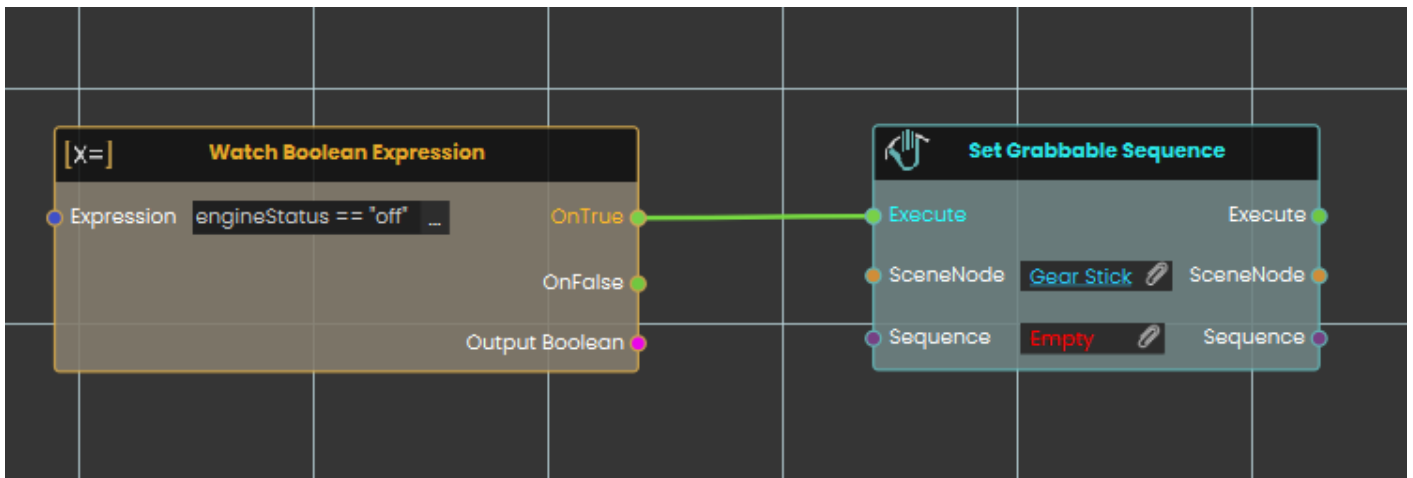 [x=] Watch Boolean Expression
Expression engineStatus == "off" ... OnTrue
OnFalse
Output Boolean
Set Grabbable Sequence
Execute Execute
SceneNode Gear Stick SceneNode
Sequence Empty Sequence